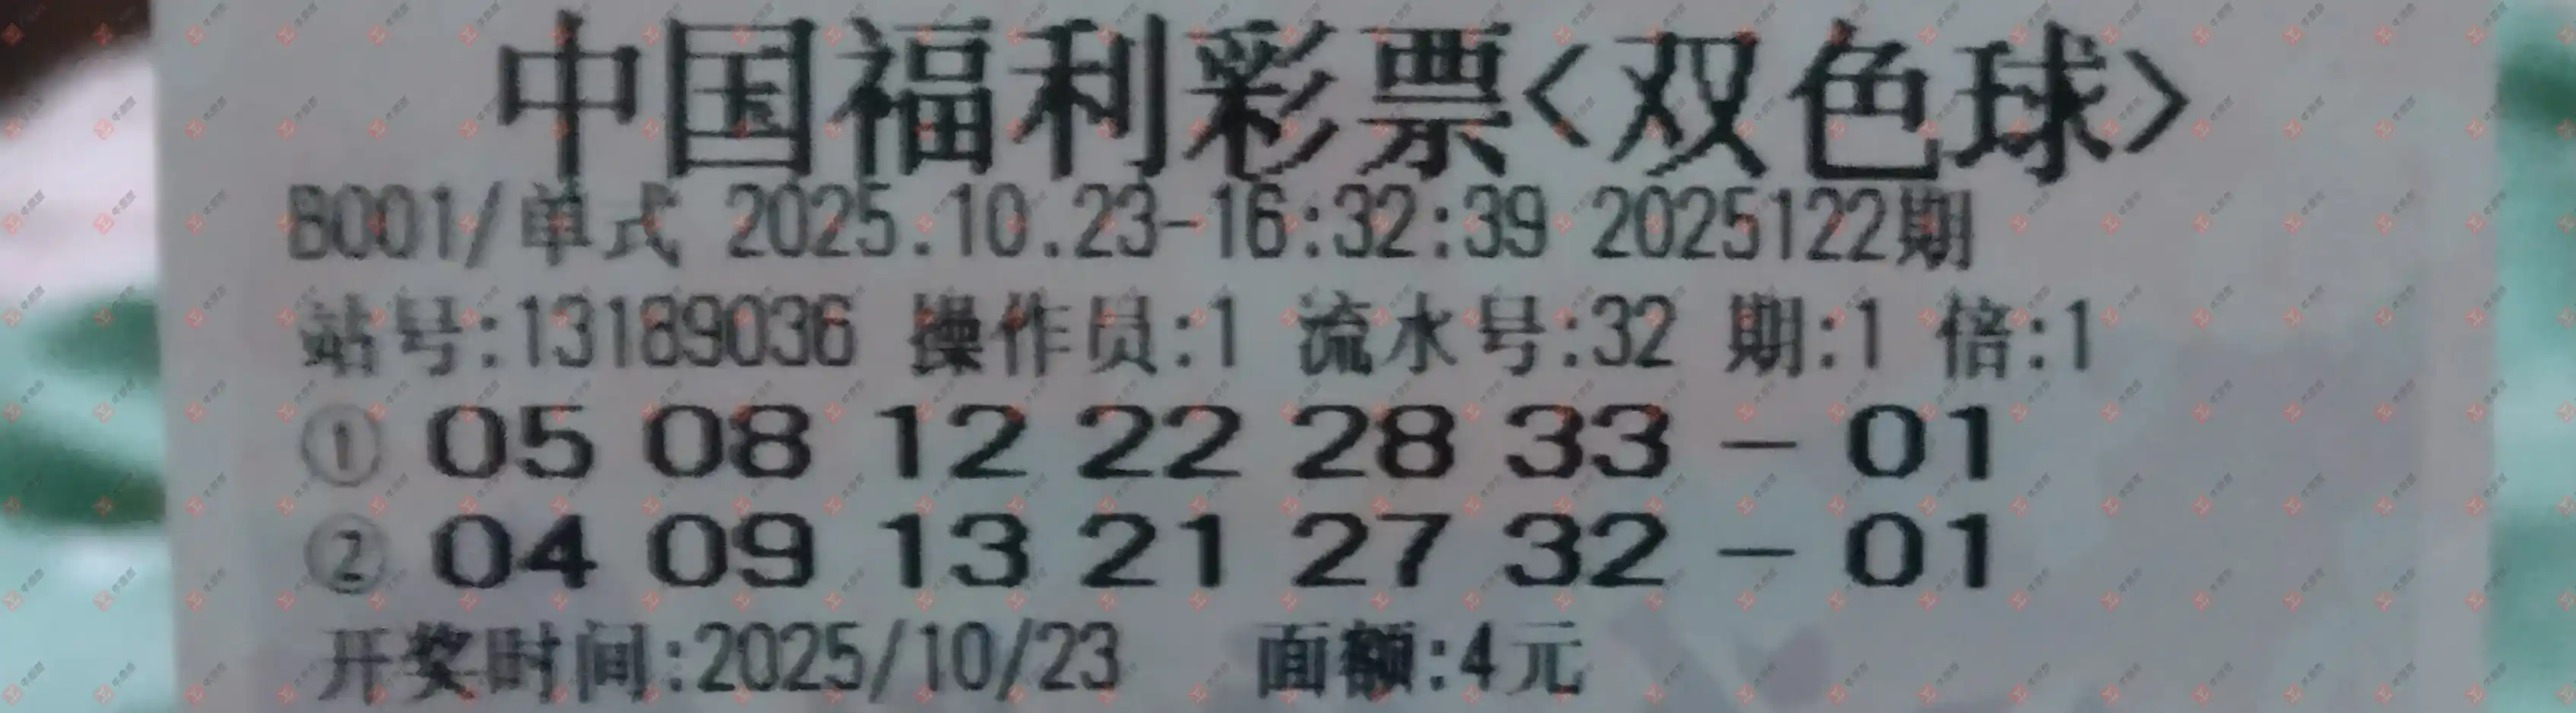 中国福利彩票<双色球>
B001/单式 2025.10.23-16:32:39 2025122期
站号:13189036 操作员:1 流水号:32 期:1 倍:1
① 05 08 12 22 28 33 - 01
② 04 09 13 21 27 32 - 01
开奖时间:2025/10/23 面额:4元